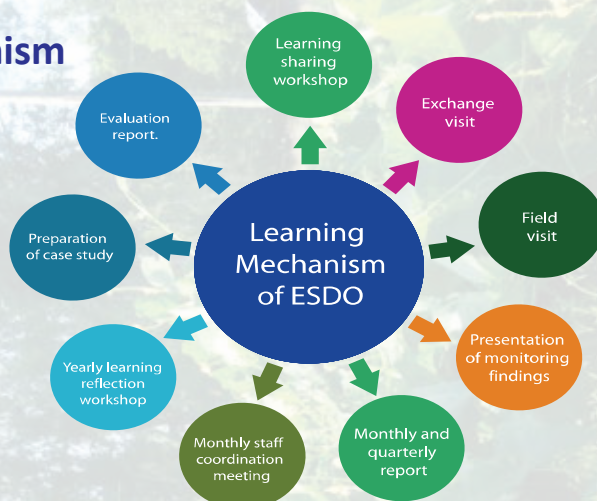 nism
Learning
sharing
workshop
Exchange
visit
Field
visit
Presentation
of monitoring
findings
Monthly and
quarterly
report
Monthly staff
coordination
meeting
Yearly learning
reflection
workshop
Preparation
of case study
Evaluation
report.
Learning
Mechanism
of ESDO